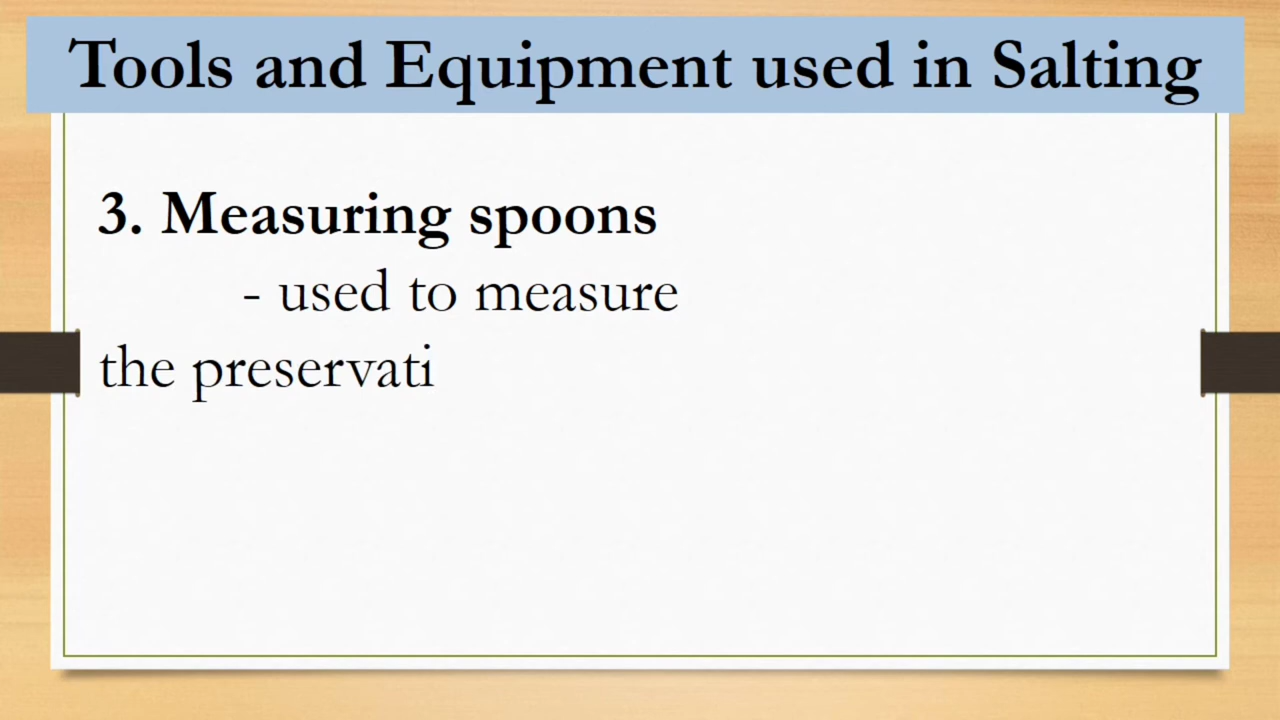 Tools and Equipment used in Salting
3. Measuring spoons
- used to measure
the preservati